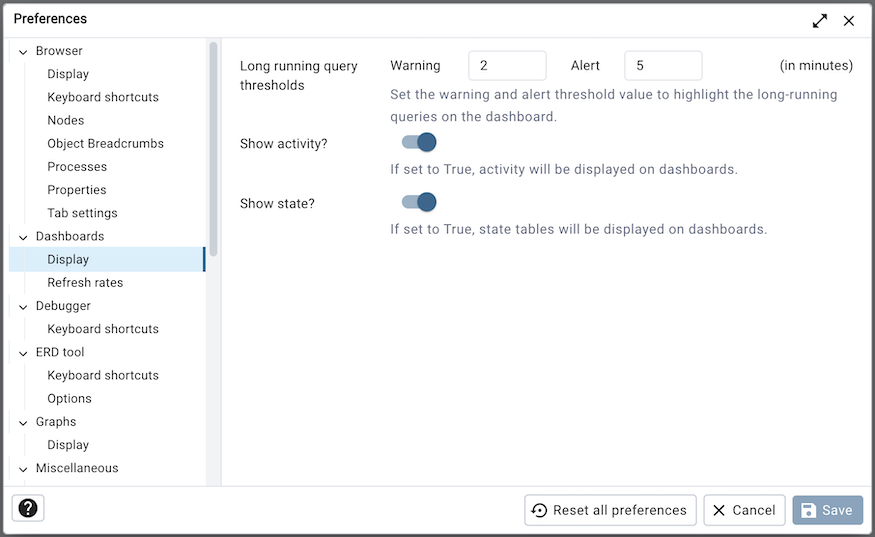 Preferences
Browser
Display
Keyboard shortcuts
Nodes
Object Breadcrumbs
Processes
Properties
Tab settings
Dashboards
Display
Refresh rates
Debugger
Keyboard shortcuts
ERD tool
Keyboard shortcuts
Options
Graphs
Display
Miscellaneous
Long running query
thresholds
Warning 2 Alert 5 (in minutes)
Set the warning and alert threshold value to highlight the long-running
queries on the dashboard.
Show activity?
If set to True, activity will be displayed on dashboards.
Show state?
If set to True, state tables will be displayed on dashboards.
? Reset all preferences Cancel Save